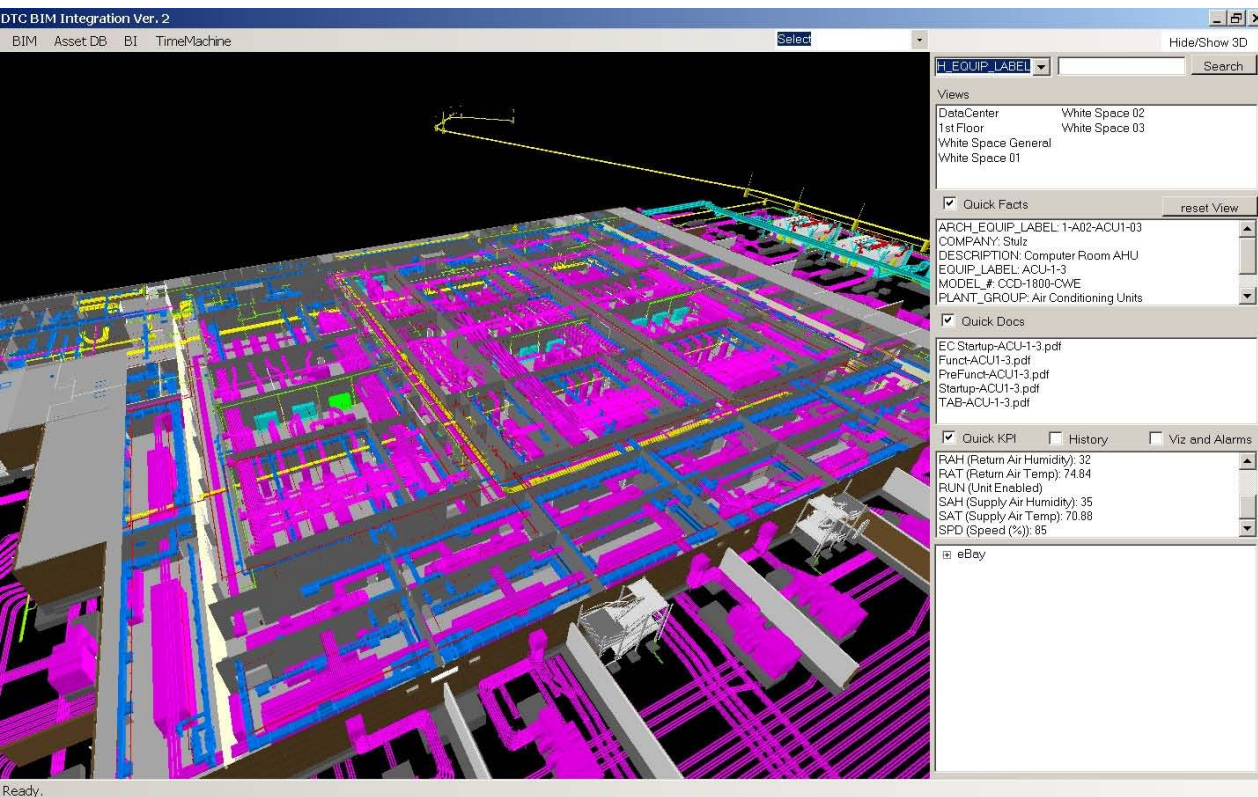 DTC BIM Integration Ver. 2
BIM Asset DB BI TimeMachine Select Hide/Show 3D
H_EQUIP_LABEL Search
Views
DataCenter White Space 02
1st Floor White Space 03
White Space General
White Space 01
Quick Facts reset View
ARCH_EQUIP_LABEL: 1-A02-ACU1-03
COMPANY: Stulz
DESCRIPTION: Computer Room AHU
EQUIP_LABEL: ACU-1-3
MODEL_#: CCD-1800-CWE
PLANT_GROUP: Air Conditioning Units
Quick Docs
EC Startup-ACU-1-3.pdf
Funct-ACU1-3.pdf
PreFunct-ACU1-3.pdf
Startup-ACU1-3.pdf
TAB-ACU-1-3.pdf
Quick KPI History Viz and Alarms
RAH (Return Air Humidity): 32
RAT (Return Air Temp): 74.84
RUN (Unit Enabled)
SAH (Supply Air Humidity): 35
SAT (Supply Air Temp): 70.88
SPD (Speed (%)): 85
eBay
Ready.